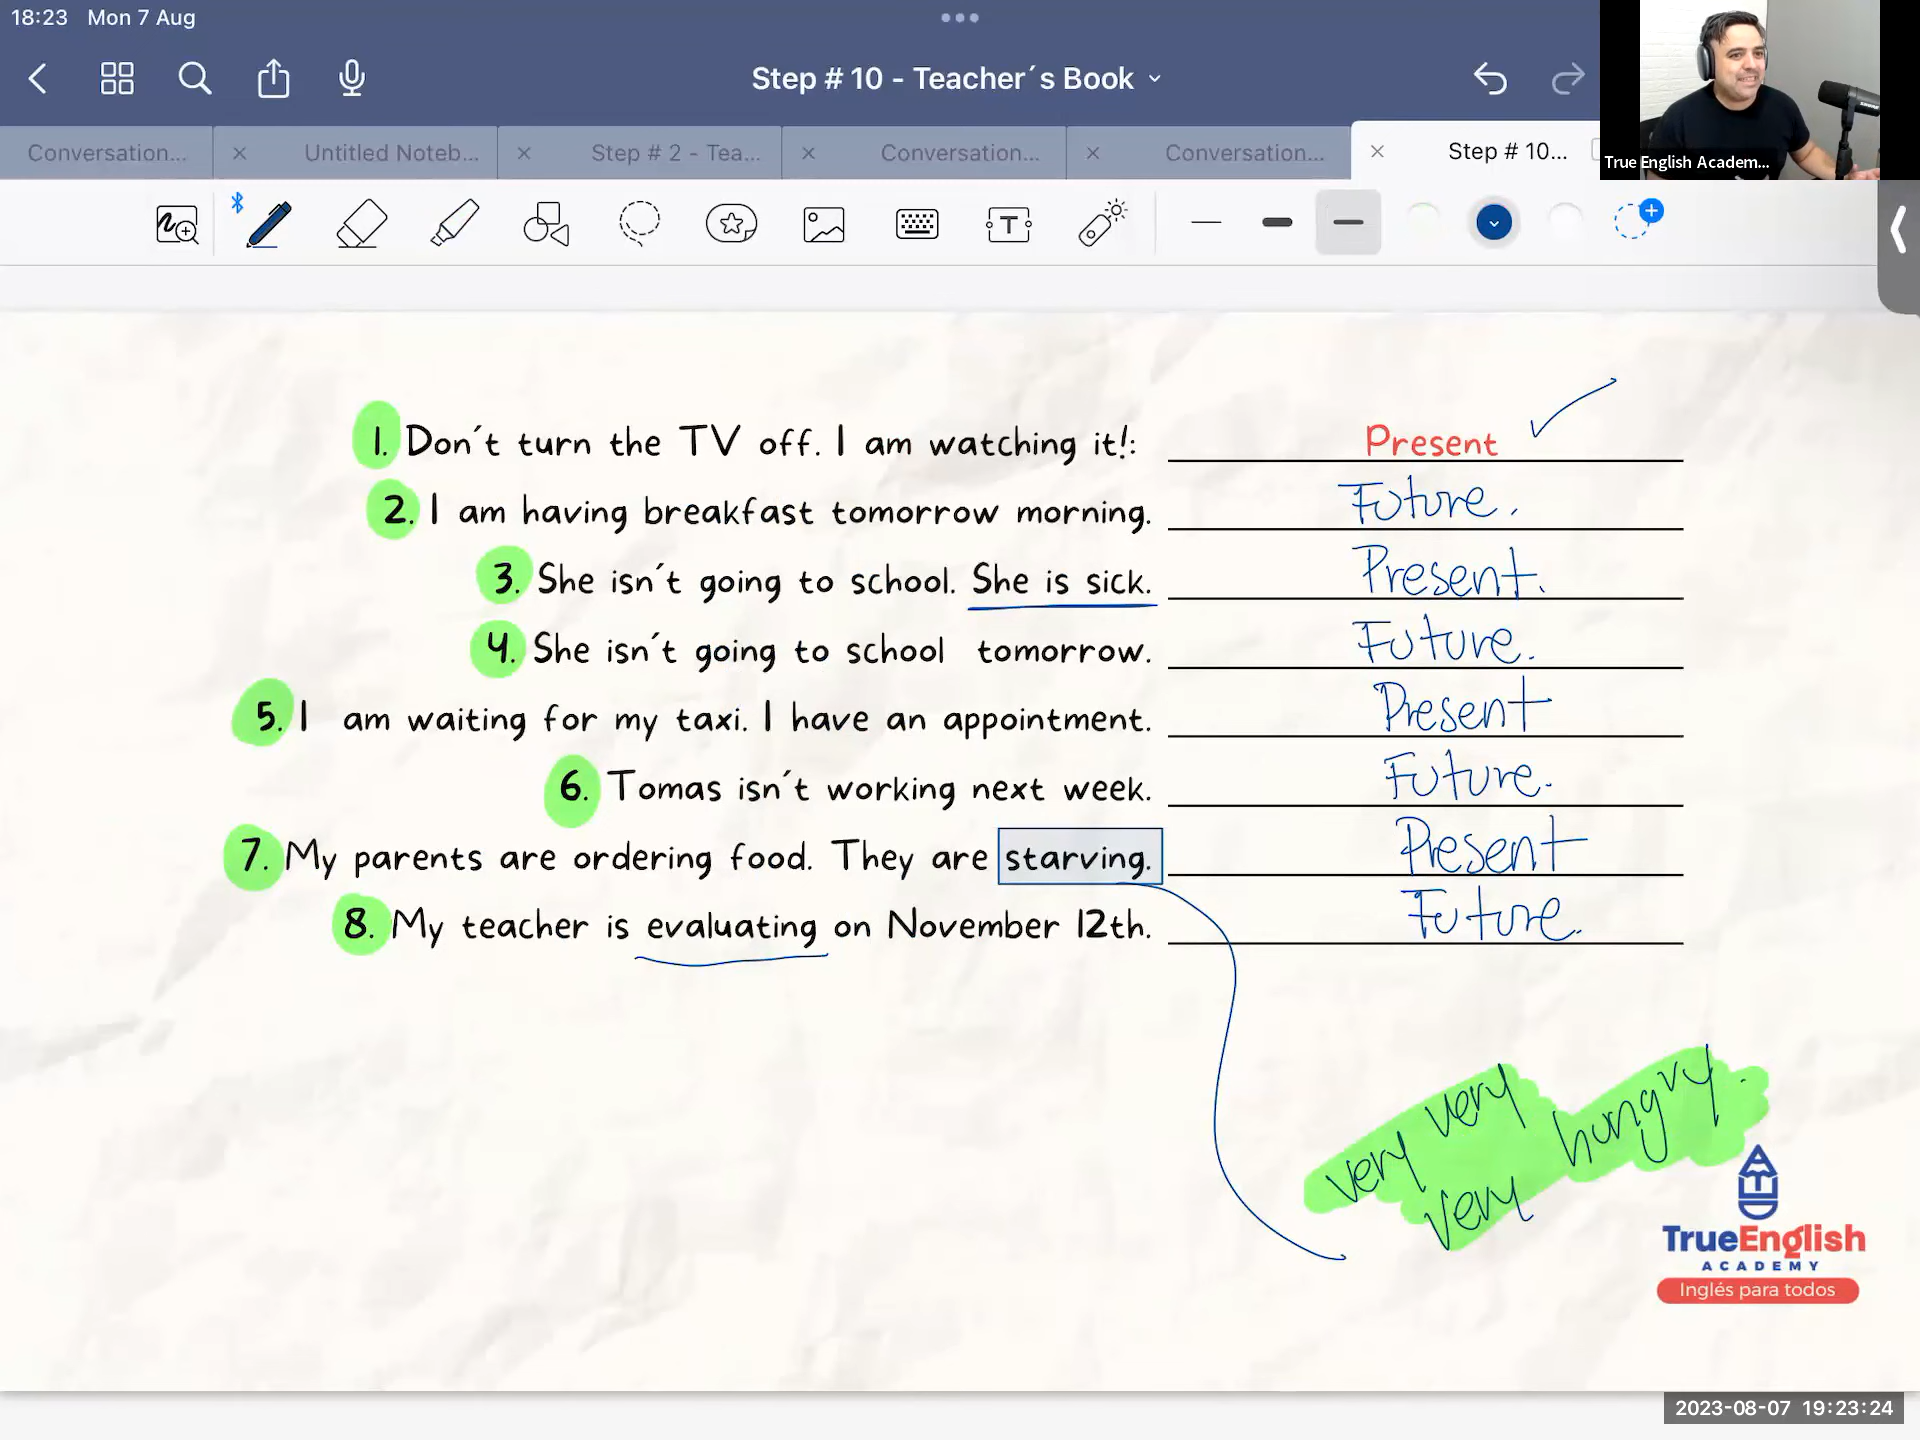 18:23 Mon 7 Aug
Step # 10 - Teacher´s Book
Conversation... Untitled Noteb... Step # 2 - Tea... Conversation... Conversation... Step # 10...
True English Academ...
1. Don´t turn the TV off. I am watching it!: Present
2. I am having breakfast tomorrow morning. Future.
3. She isn´t going to school. She is sick. Present.
4. She isn´t going to school tomorrow. Future.
5. I am waiting for my taxi. I have an appointment. Present
6. Tomas isn´t working next week. Future.
7. My parents are ordering food. They are starving. Present
8. My teacher is evaluating on November 12th. Future.
very very hungry.
very
TrueEnglish
ACADEMY
Inglés para todos
2023-08-07 19:23:24